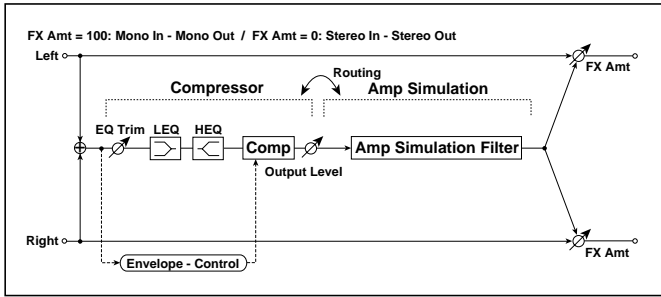 FX Amt = 100: Mono In - Mono Out / FX Amt = 0: Stereo In - Stereo Out
Left
FX Amt
Routing
Compressor
Amp Simulation
EQ Trim
LEQ
HEQ
Comp
Amp Simulation Filter
Output Level
Right
FX Amt
Envelope - Control